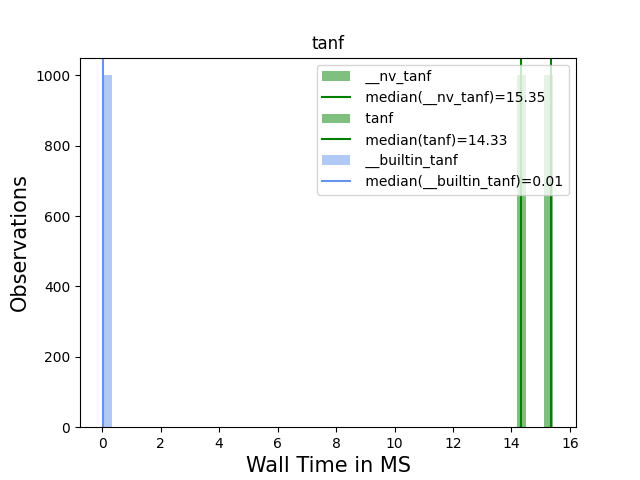 tanf
__nv_tanf
median(__nv_tanf)=15.35
tanf
median(tanf)=14.33
__builtin_tanf
median(__builtin_tanf)=0.01
Observations
1000
800
600
400
200
0
0 2 4 6 8 10 12 14 16
Wall Time in MS